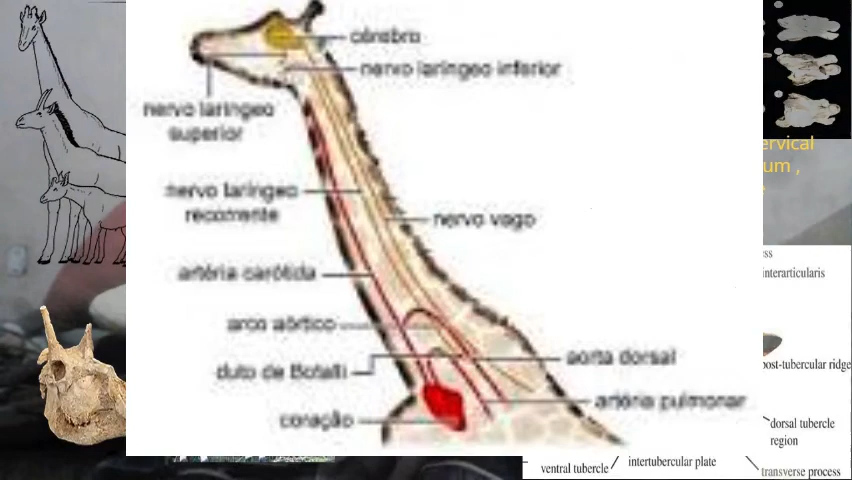 cérebro
nervo laríngeo inferior
nervo laríngeo
superior
nervo laríngeo
recorrente
nervo vago
artéria carótida
arco aórtico
duto de Botalli
aorta dorsal
artéria pulmonar
coração
ervical
um ,
ss
interarticularis
post-tubercular ridge
dorsal tubercle
region
ventral tubercle
intertubercular plate
transverse process